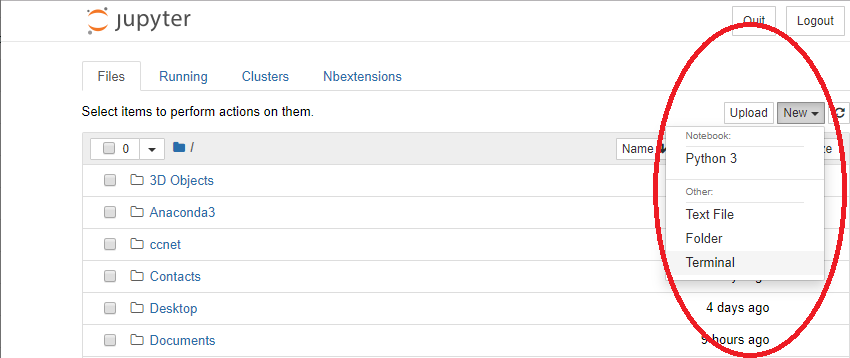 jupyter
Quit Logout
Files Running Clusters Nbextensions
Select items to perform actions on them.
Upload New
0 / Name
Notebook:
Python 3
Other:
Text File
Folder
Terminal
3D Objects
Anaconda3
ccnet
Contacts
Desktop 4 days ago
Documents 9 hours ago